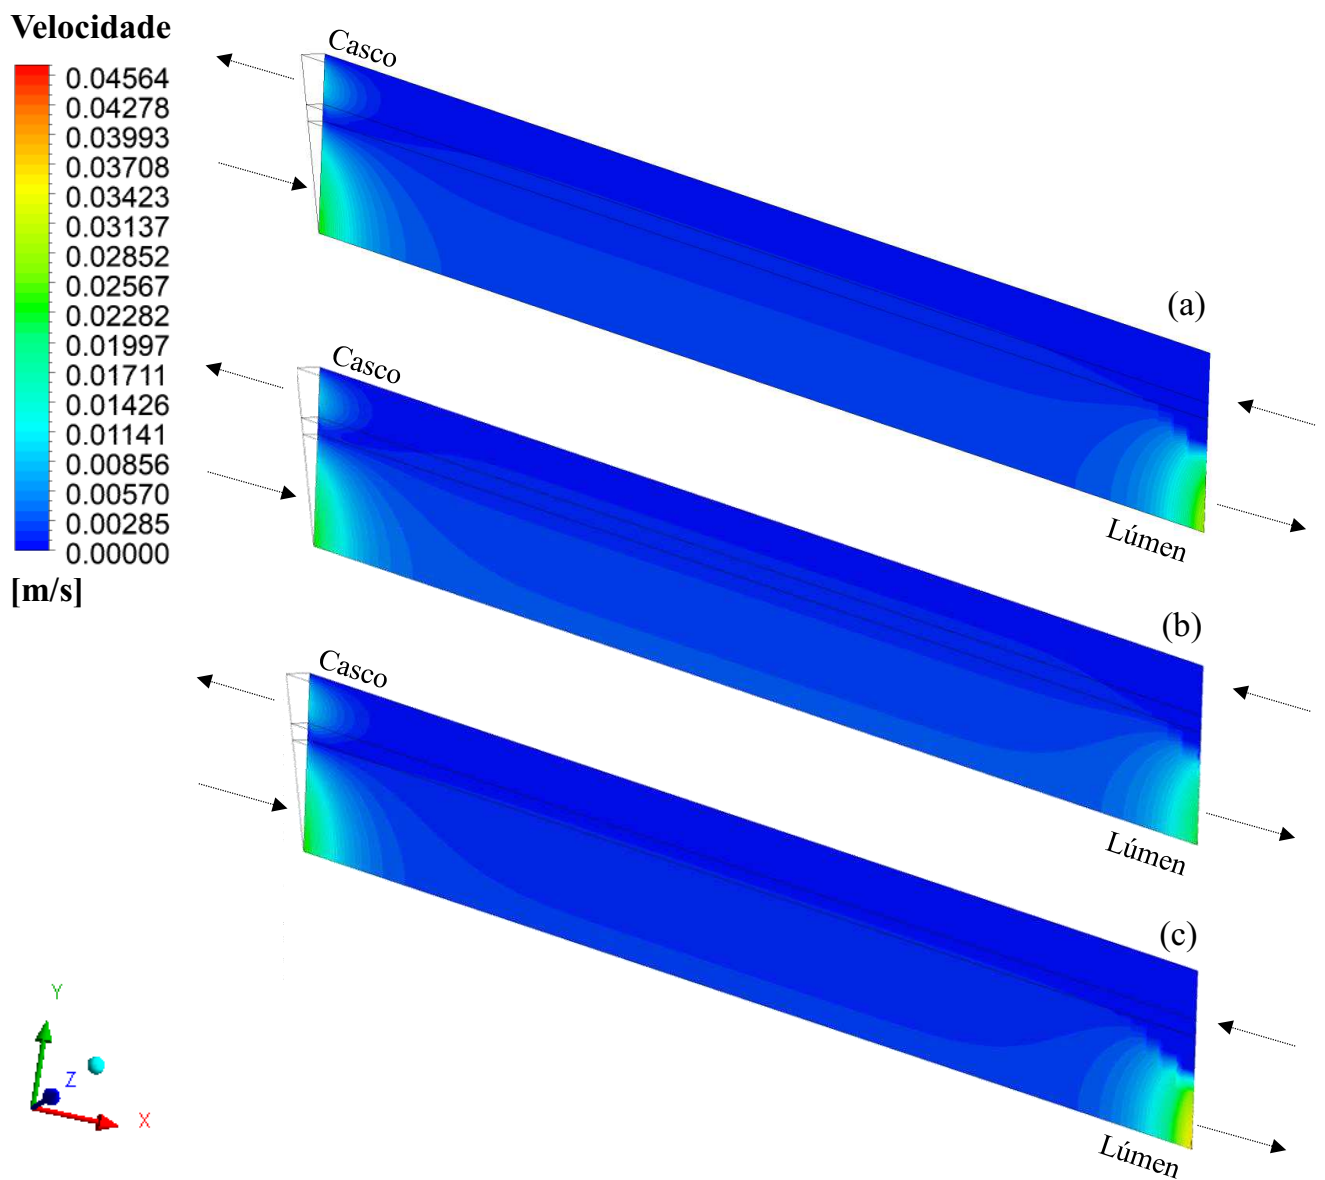 Velocidade
0.04564
0.04278
0.03993
0.03708
0.03423
0.03137
0.02852
0.02567
0.02282
0.01997
0.01711
0.01426
0.01141
0.00856
0.00570
0.00285
0.00000
[m/s]
Casco
(a)
Lúmen
Casco
(b)
Lúmen
Casco
(c)
Lúmen
Y
Z
X